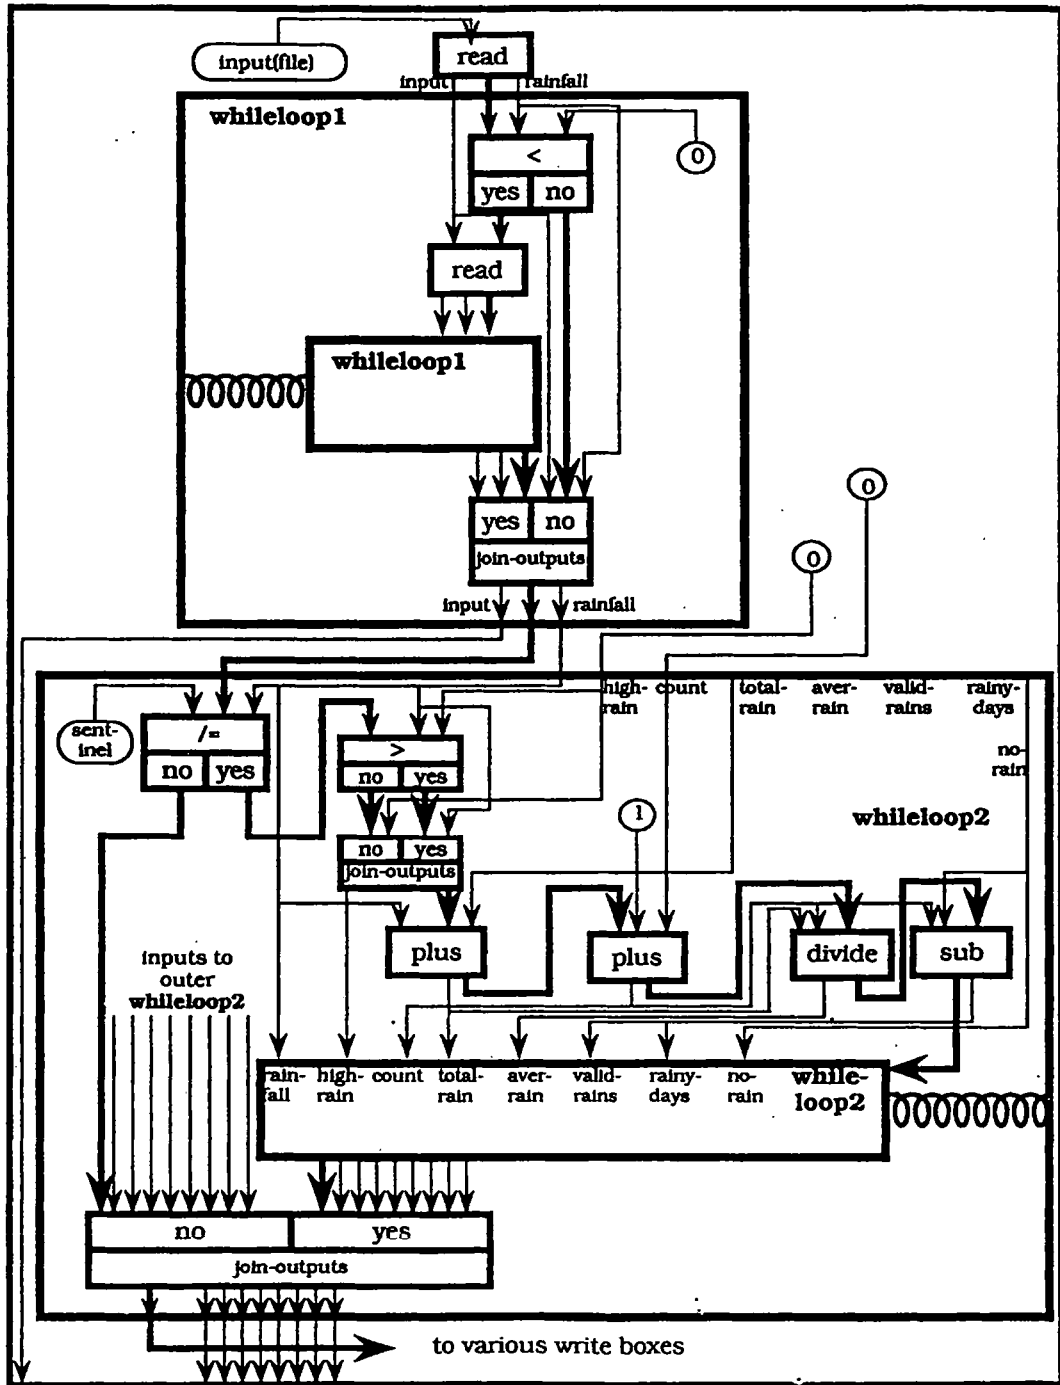 read
input(file)
input
rainfall
whileloop1
0
<
yes
no
read
whileloop1
0
yes
no
join-outputs
0
input
rainfall
high-
rain
count
total-
rain
aver-
rain
valid-
rains
rainy-
days
no-
rain
sent-
inel
/=
no
yes
>
no
yes
whileloop2
1
no
yes
join-outputs
plus
plus
divide
sub
inputs to
outer
whileloop2
rain-
fall
high-
rain
count
total-
rain
aver-
rain
valid-
rains
rainy-
days
no-
rain
while-
loop2
no
yes
join-outputs
to various write boxes